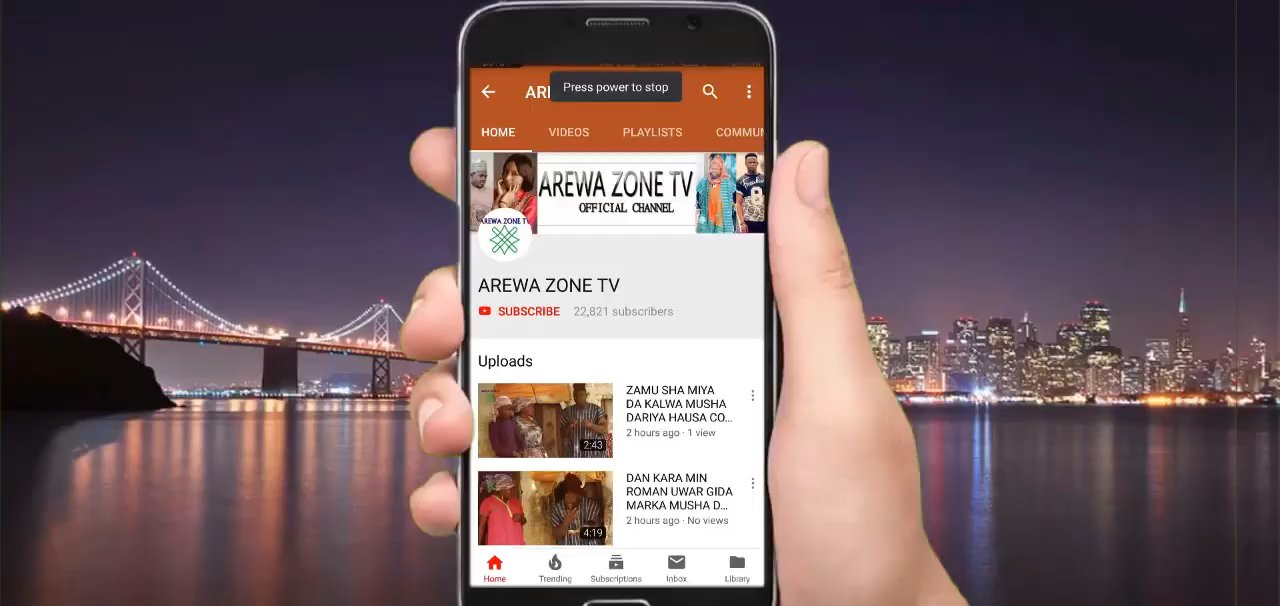 ARE
Press power to stop
HOME VIDEOS PLAYLISTS COMMUN
AREWA ZONE TV
OFFICIAL CHANNEL
AREWA ZONE TV
AREWA ZONE TV
SUBSCRIBE 22,821 subscribers
Uploads
ZAMU SHA MIYA
DA KALWA MUSHA
DARIYA HAUSA CO...
2 hours ago · 1 view
2:43
DAN KARA MIN
ROMAN UWAR GIDA
MARKA MUSHA D...
2 hours ago · No views
4:19
Home Trending Subscriptions Inbox Library